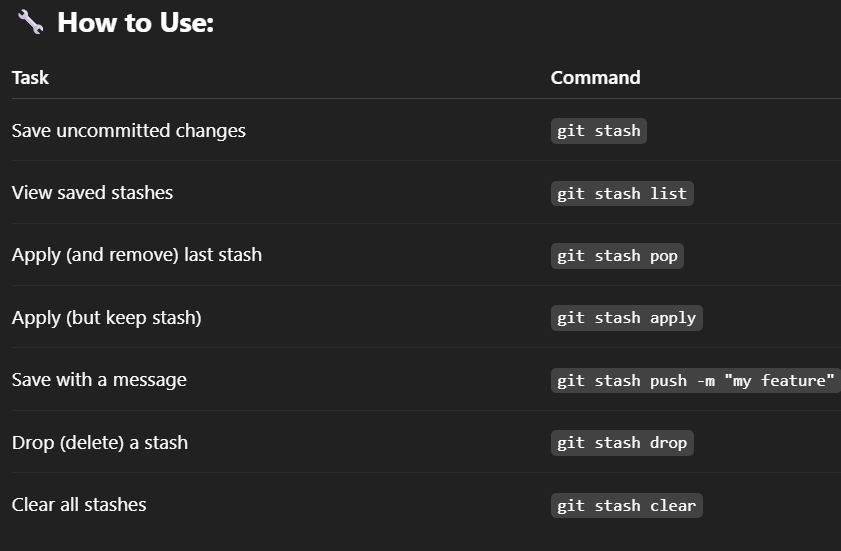 🔧 How to Use:
Task Command
Save uncommitted changes git stash
View saved stashes git stash list
Apply (and remove) last stash git stash pop
Apply (but keep stash) git stash apply
Save with a message git stash push -m "my feature"
Drop (delete) a stash git stash drop
Clear all stashes git stash clear